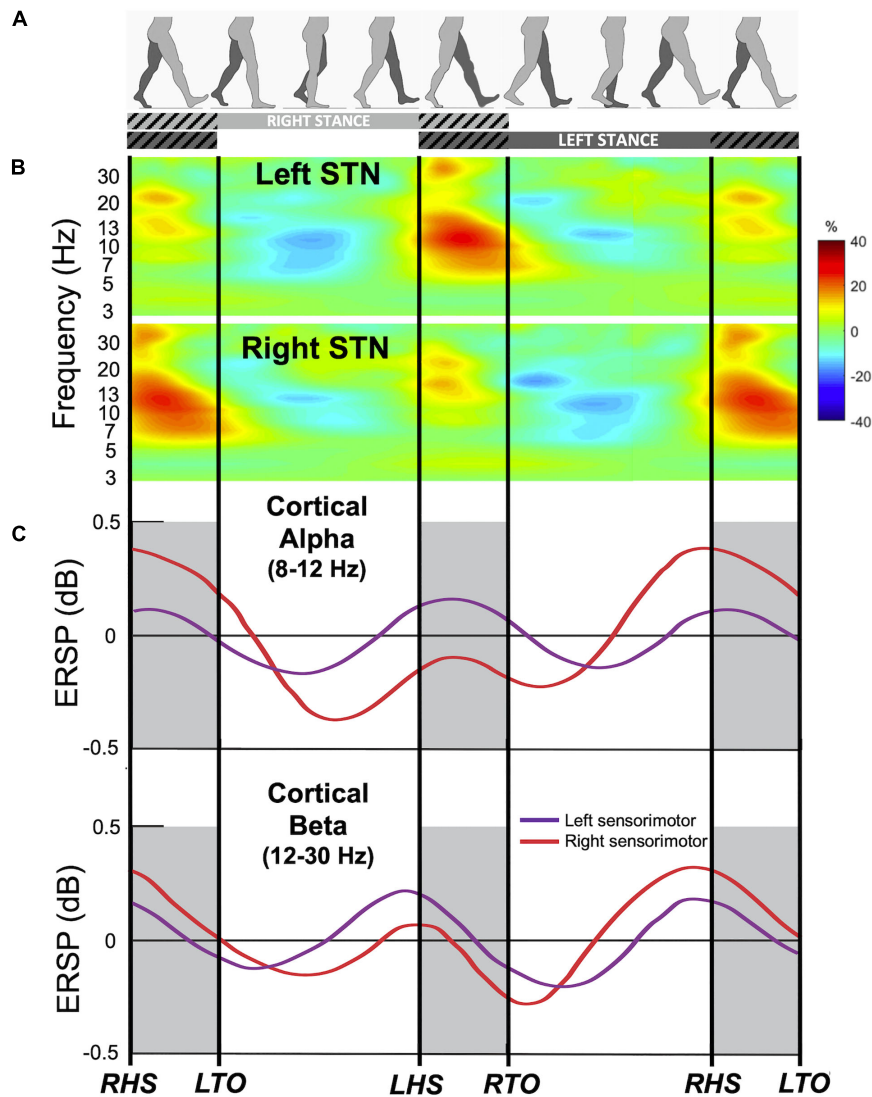 A
RIGHT STANCE
LEFT STANCE
B
Left STN
Frequency (Hz)
30
20
13
10
7
5
3
Right STN
30
20
13
10
7
5
3
%
40
20
0
-20
-40
C
Cortical
Alpha
(8-12 Hz)
ERSP (dB)
0.5
0
-0.5
Cortical
Beta
(12-30 Hz)
Left sensorimotor
Right sensorimotor
ERSP (dB)
0.5
0
-0.5
RHS LTO LHS RTO RHS LTO